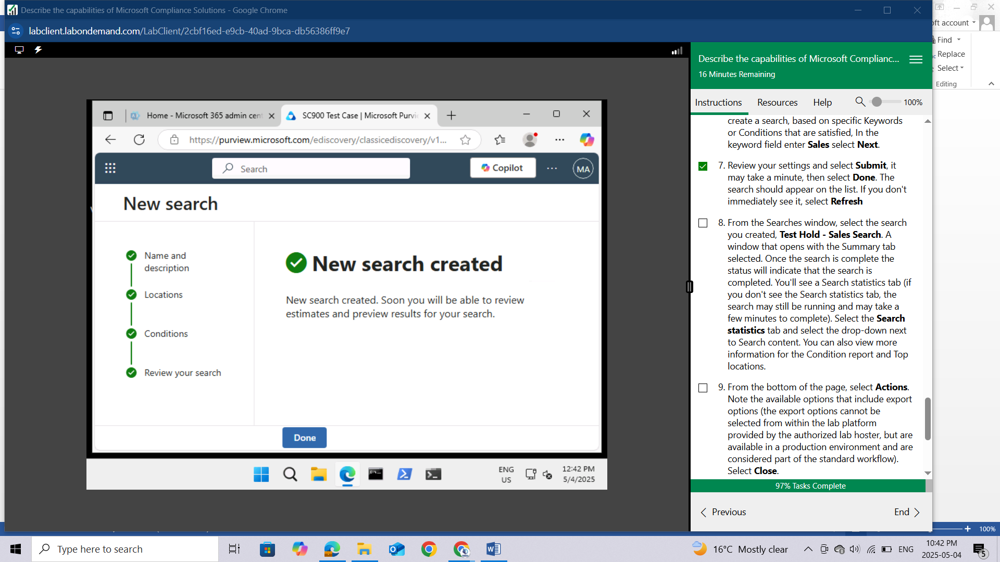 Describe the capabilities of Microsoft Compliance Solutions - Google Chrome
labclient.labondemand.com/LabClient/2cbf16ed-e9cb-40ad-9bca-db56386ff9e7
oft account
Find
Replace
Select
Editing
Describe the capabilities of Microsoft Complianc...
16 Minutes Remaining
Instructions Resources Help 100%
Home - Microsoft 365 admin cent
SC900 Test Case | Microsoft Purvie
https://purview.microsoft.com/ediscovery/classicediscovery/v1...
Search
Copilot
MA
New search
Name and
description
Locations
Conditions
Review your search
New search created
New search created. Soon you will be able to review
estimates and preview results for your search.
Done
ENG
US
12:42 PM
5/4/2025
create a search, based on specific Keywords
or Conditions that are satisfied, In the
keyword field enter Sales select Next.
7. Review your settings and select Submit, it
may take a minute, then select Done. The
search should appear on the list. If you don't
immediately see it, select Refresh
8. From the Searches window, select the search
you created, Test Hold - Sales Search. A
window that opens with the Summary tab
selected. Once the search is complete the
status will indicate that the search is
completed. You'll see a Search statistics tab (if
you don't see the Search statistics tab, the
search may still be running and may take a
few minutes to complete). Select the Search
statistics tab and select the drop-down next
to Search content. You can also view more
information for the Condition report and Top
locations.
9. From the bottom of the page, select Actions.
Note the available options that include export
options (the export options cannot be
selected from within the lab platform
provided by the authorized lab hoster, but are
available in a production environment and are
considered part of the standard workflow).
Select Close.
97% Tasks Complete
Previous
End
100%
Type here to search
16°C Mostly clear
ENG
10:42 PM
2025-05-04
5